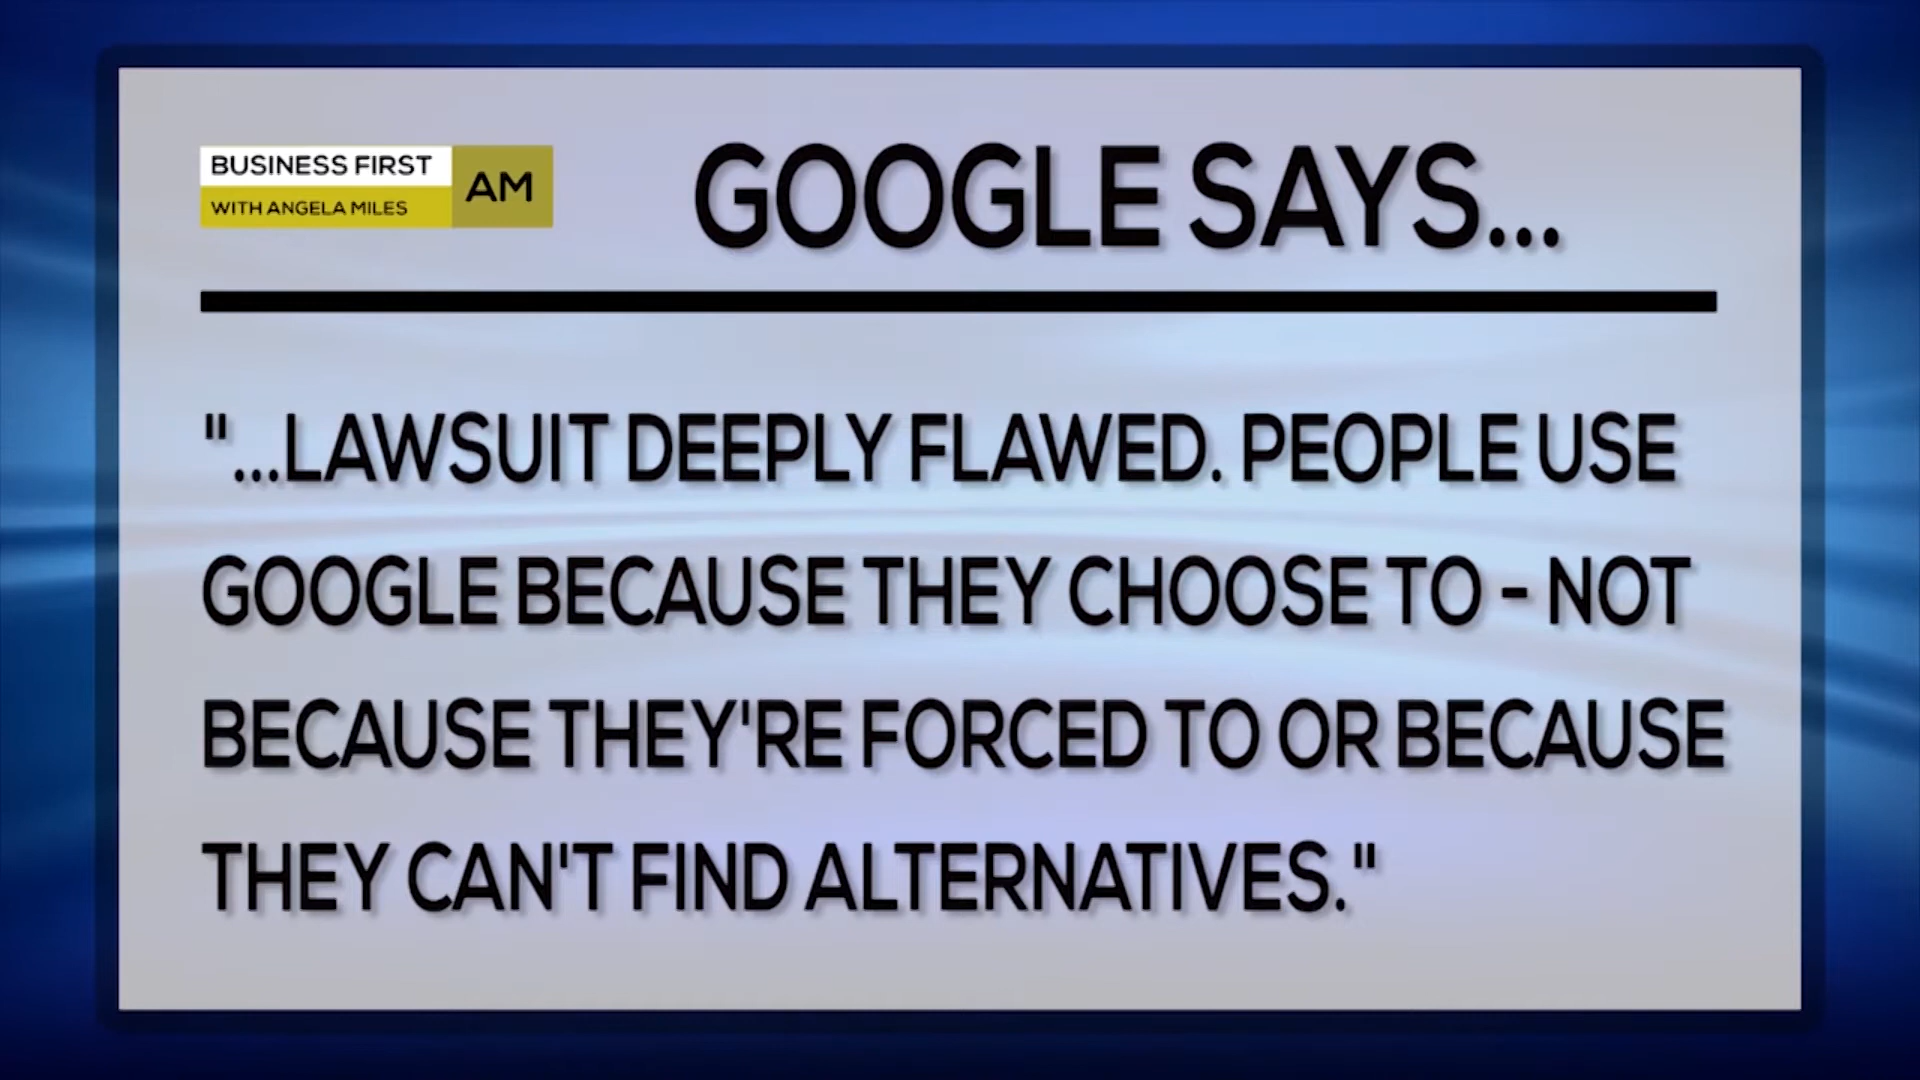 BUSINESS FIRST
WITH ANGELA MILES
AM
GOOGLE SAYS...
"...LAWSUIT DEEPLY FLAWED. PEOPLE USE
GOOGLE BECAUSE THEY CHOOSE TO - NOT
BECAUSE THEY'RE FORCED TO OR BECAUSE
THEY CAN'T FIND ALTERNATIVES."